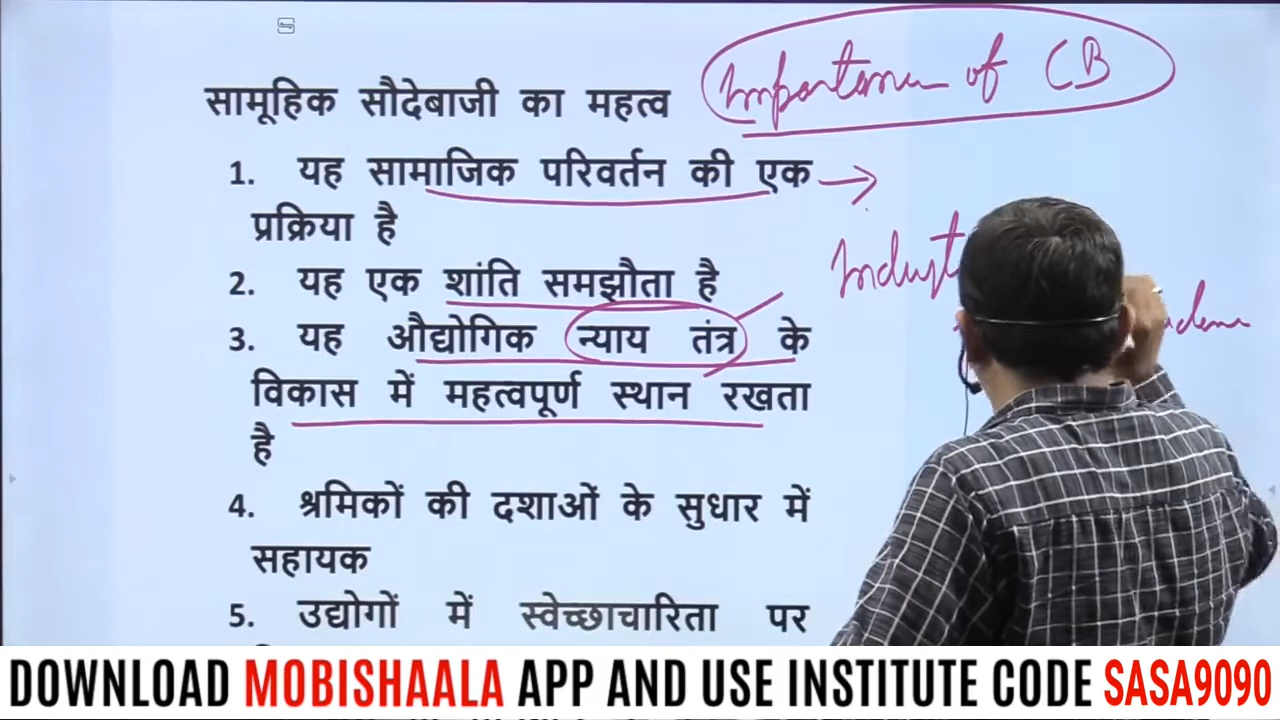 Importance of CB
सामूहिक सौदेबाजी का महत्व
1. यह सामाजिक परिवर्तन की एक
प्रक्रिया है
2. यह एक शांति समझौता है
3. यह औद्योगिक न्याय तंत्र के
विकास में महत्वपूर्ण स्थान रखता
है
4. श्रमिकों की दशाओं के सुधार में
सहायक
5. उद्योगों में स्वेच्छाचारिता पर
DOWNLOAD MOBISHAALA APP AND USE INSTITUTE CODE SASA9090